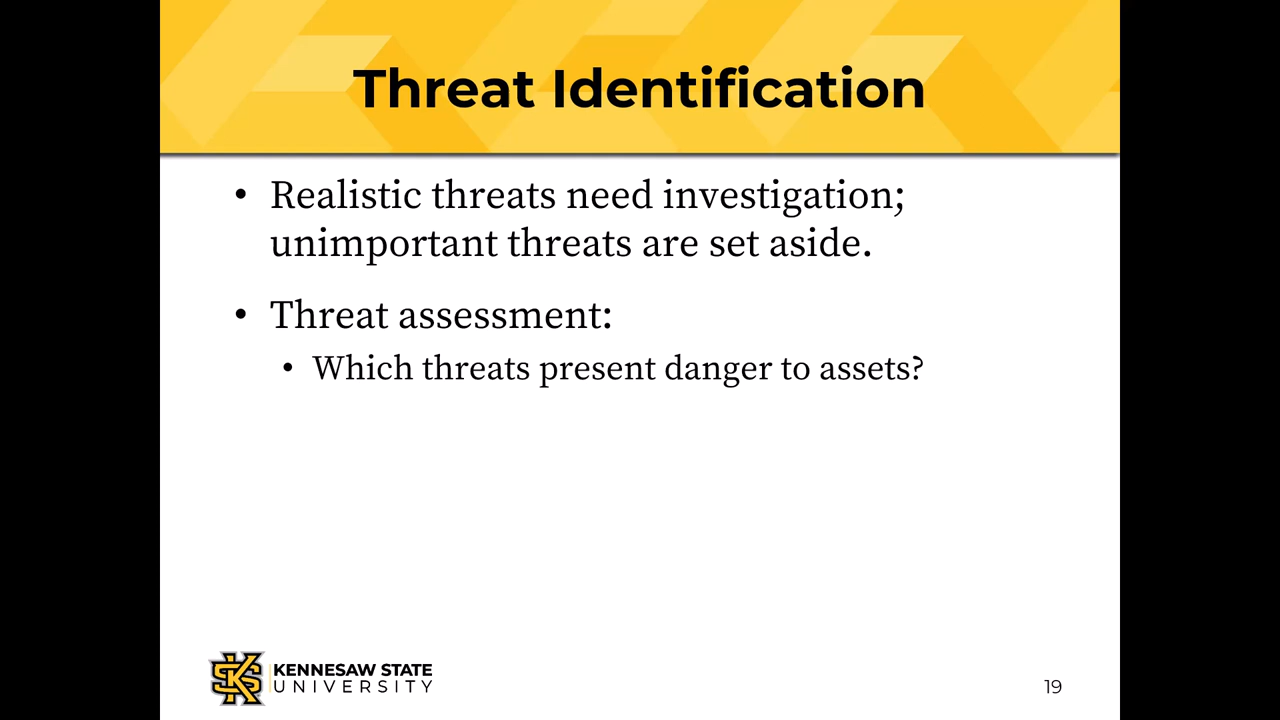 Threat Identification
• Realistic threats need investigation;
unimportant threats are set aside.
• Threat assessment:
• Which threats present danger to assets?
KS
KENNESAW STATE
UNIVERSITY
19